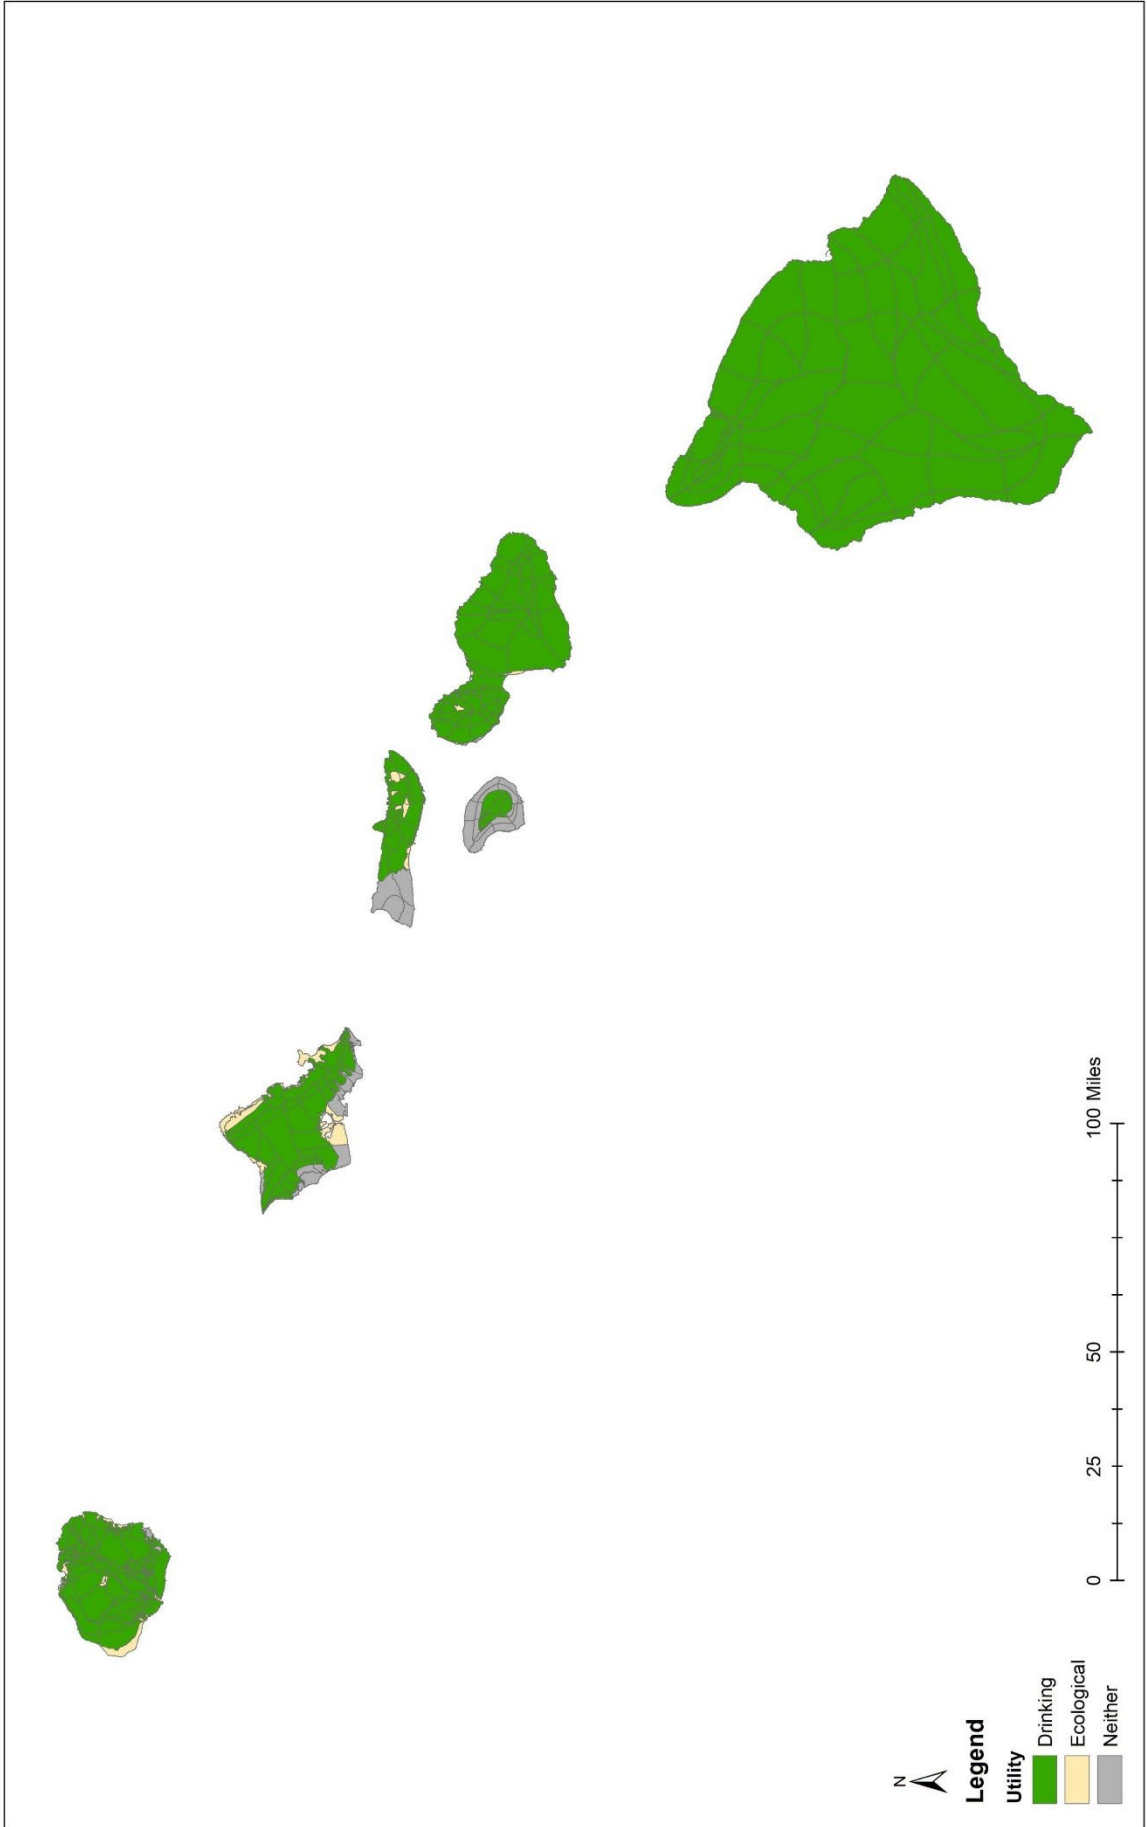 N
Legend
Utility
Drinking
Ecological
Neither
0 25 50 100 Miles